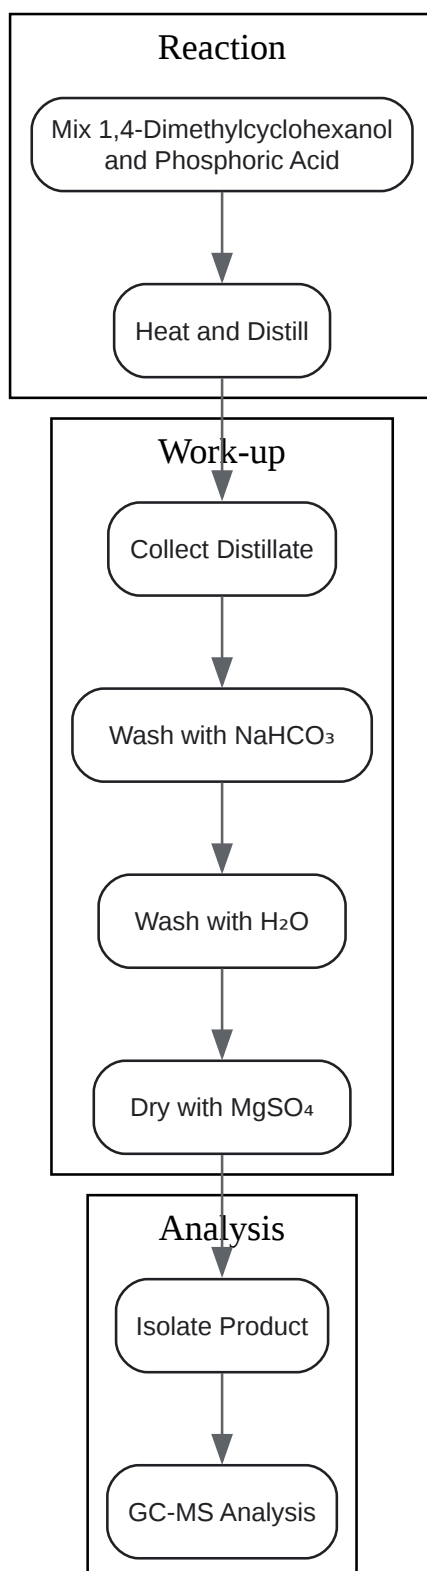 Reaction
Mix 1,4-Dimethylcyclohexanol
and Phosphoric Acid
Heat and Distill
Work-up
Collect Distillate
Wash with NaHCO₃
Wash with H₂O
Dry with MgSO₄
Analysis
Isolate Product
GC-MS Analysis